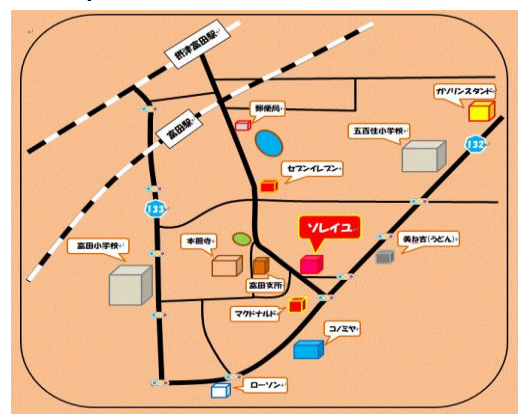 摂津富田駅
ガソリンスタンド
郵便局
富田駅
五百住小学校
132
セブンイレブン
133
ソレイユ
富田小学校
本照寺
美和吉(うどん)
富田支所
マクドナルド
コノミヤ
ローソン